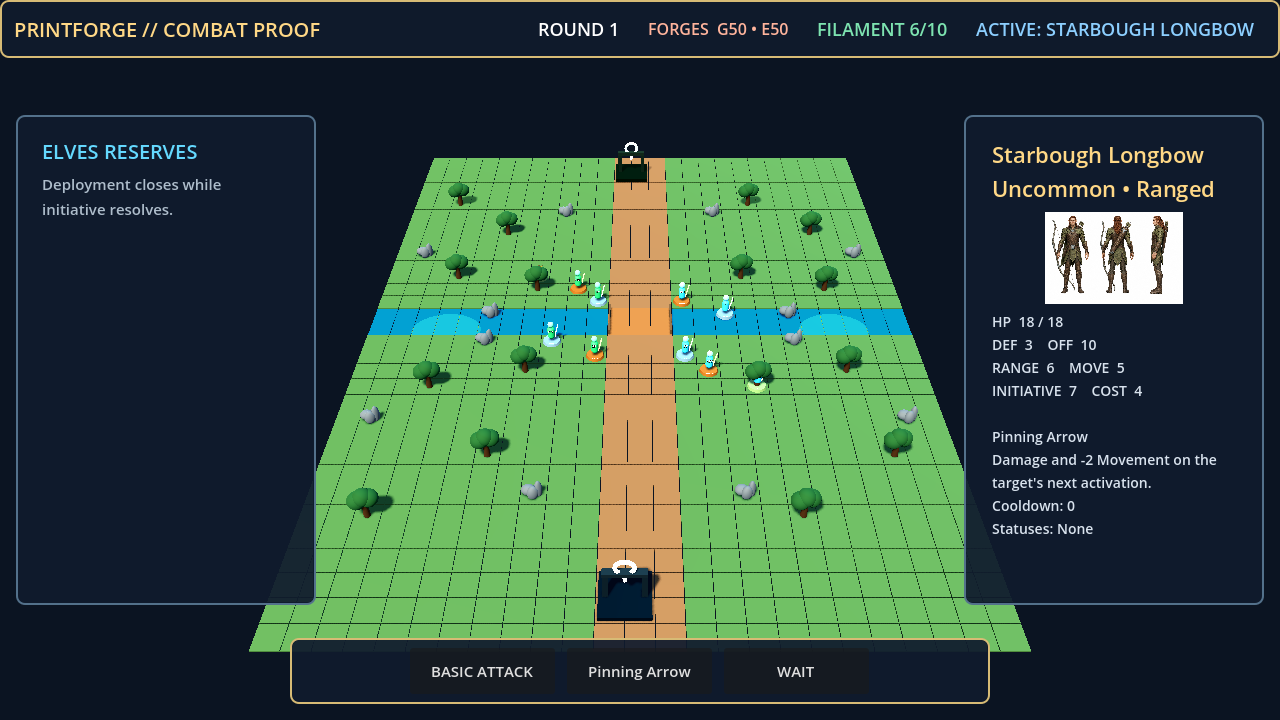 PRINTFORGE // COMBAT PROOF
ROUND 1
FORGES G50 • E50
FILAMENT 6/10
ACTIVE: STARBOUGH LONGBOW
ELVES RESERVES
Deployment closes while
initiative resolves.
Starbough Longbow
Uncommon • Ranged
HP 18 / 18
DEF 3 OFF 10
RANGE 6 MOVE 5
INITIATIVE 7 COST 4
Pinning Arrow
Damage and -2 Movement on the
target's next activation.
Cooldown: 0
Statuses: None
BASIC ATTACK
Pinning Arrow
WAIT